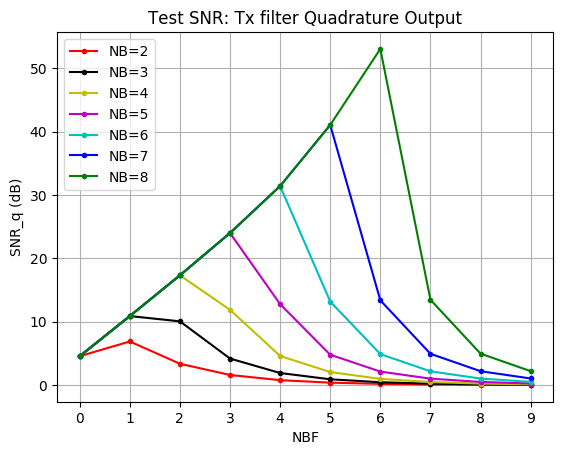 Test SNR: Tx filter Quadrature Output
SNR_q (dB)
50
40
30
20
10
0
NB=2
NB=3
NB=4
NB=5
NB=6
NB=7
NB=8
0 1 2 3 4 5 6 7 8 9
NBF